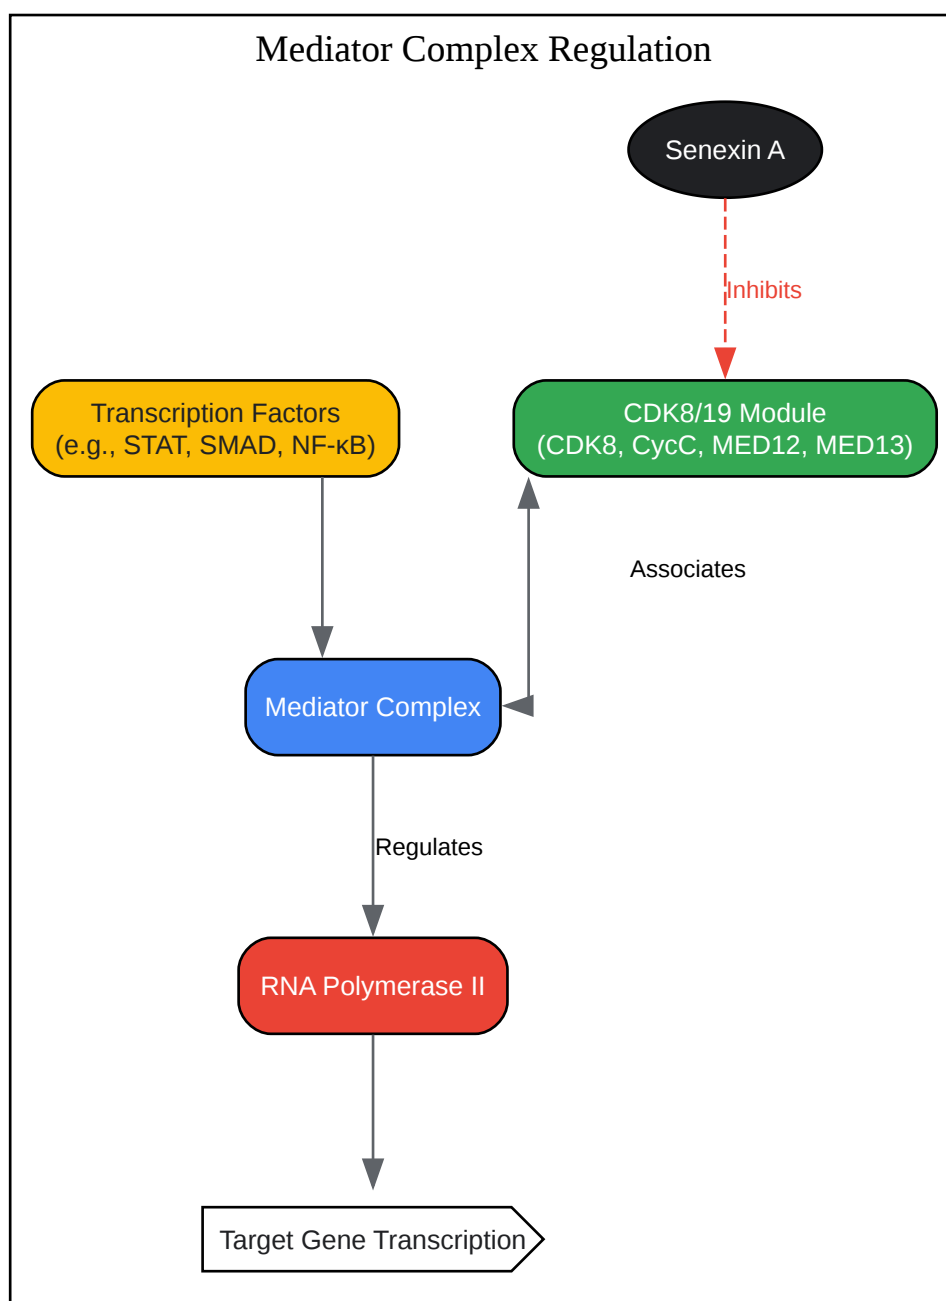 Mediator Complex Regulation
Senexin A
Inhibits
Transcription Factors
(e.g., STAT, SMAD, NF-κB)
CDK8/19 Module
(CDK8, CycC, MED12, MED13)
Associates
Mediator Complex
Regulates
RNA Polymerase II
Target Gene Transcription